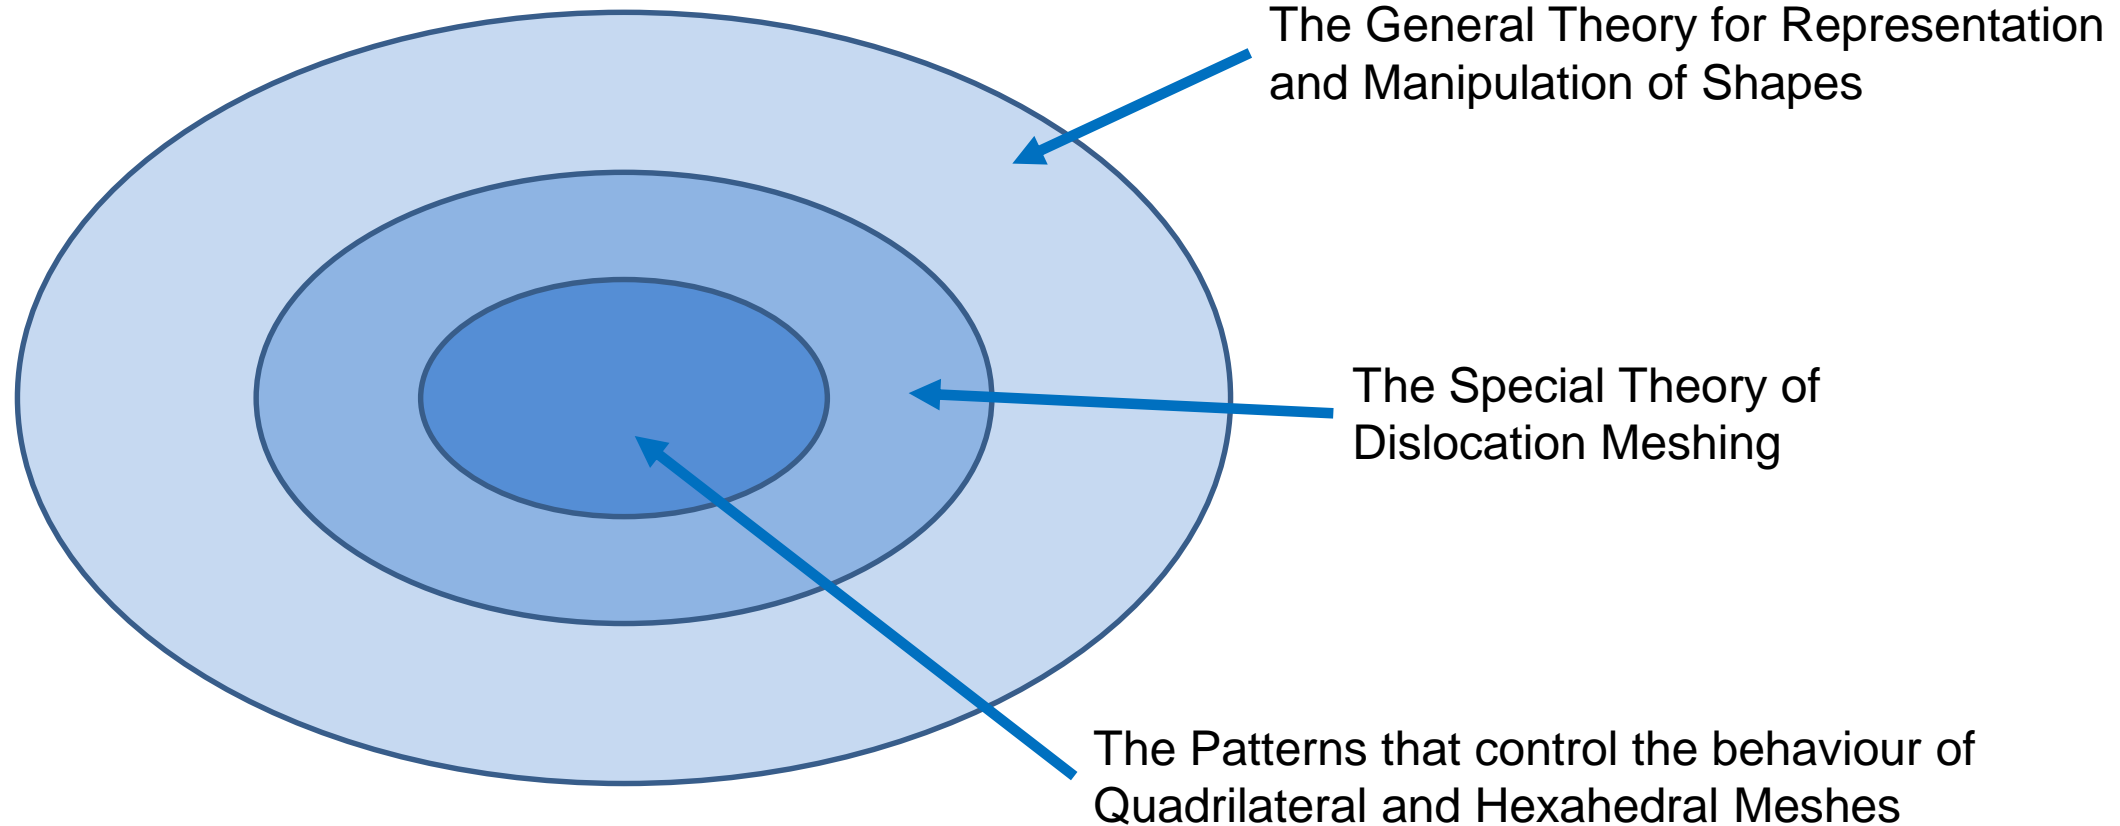 The General Theory for Representation
and Manipulation of Shapes
The Special Theory of
Dislocation Meshing
The Patterns that control the behaviour of
Quadrilateral and Hexahedral Meshes